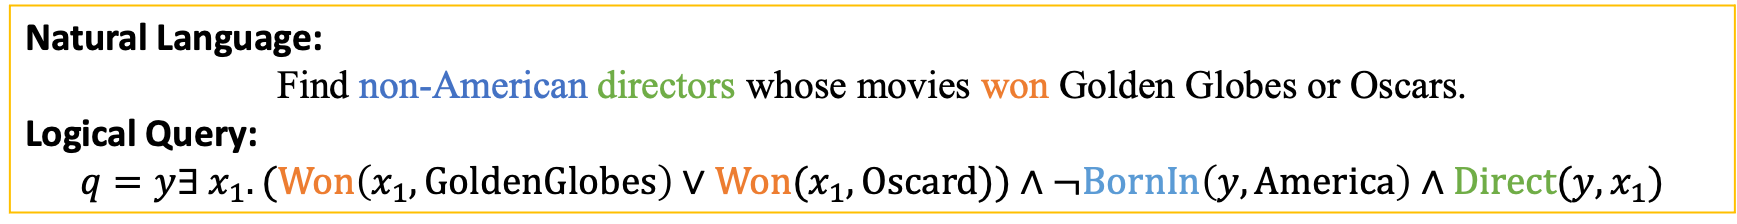 Natural Language:
Find non-American directors whose movies won Golden Globes or Oscars.
Logical Query:
q = y∃ x₁. (Won(x₁, GoldenGlobes) ∨ Won(x₁, Oscard)) ∧ ¬BornIn(y, America) ∧ Direct(y, x₁)